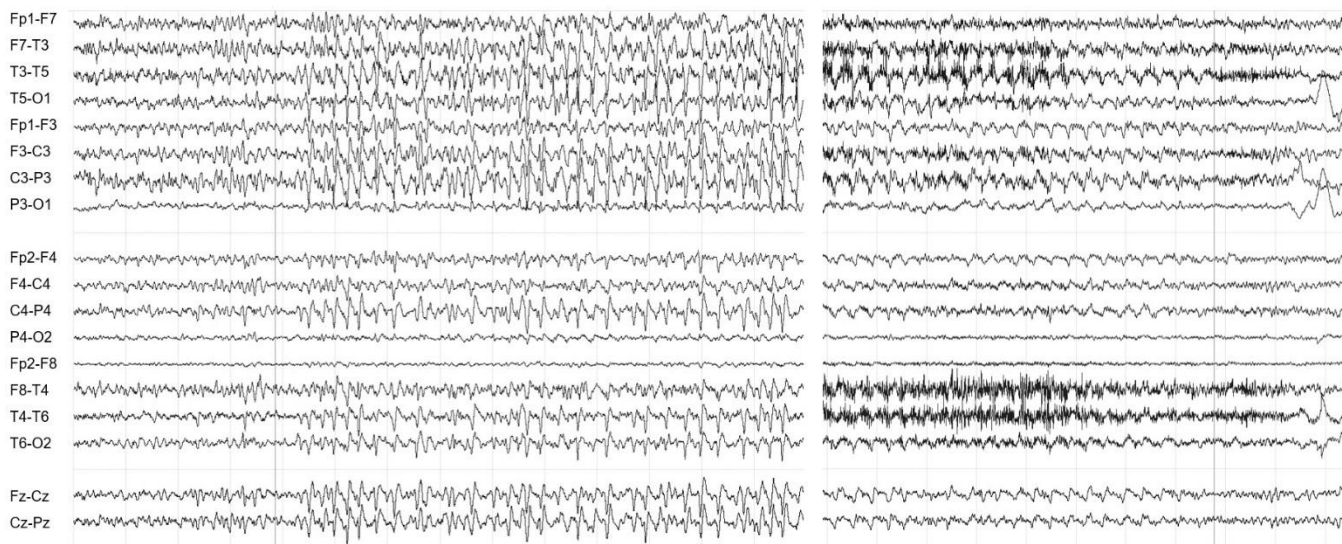 Fp1-F7
F7-T3
T3-T5
T5-O1
Fp1-F3
F3-C3
C3-P3
P3-O1
Fp2-F4
F4-C4
C4-P4
P4-O2
Fp2-F8
F8-T4
T4-T6
T6-O2
Fz-Cz
Cz-Pz